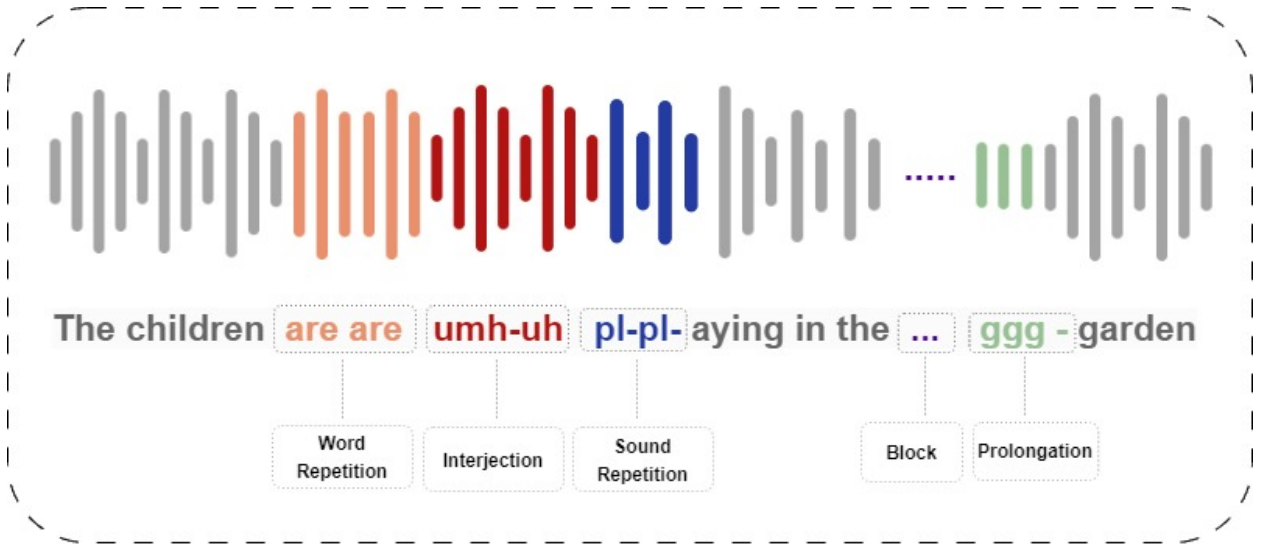 .....
The children are are umh-uh pl-pl- aying in the ... ggg - garden
Word
Repetition
Interjection
Sound
Repetition
Block
Prolongation